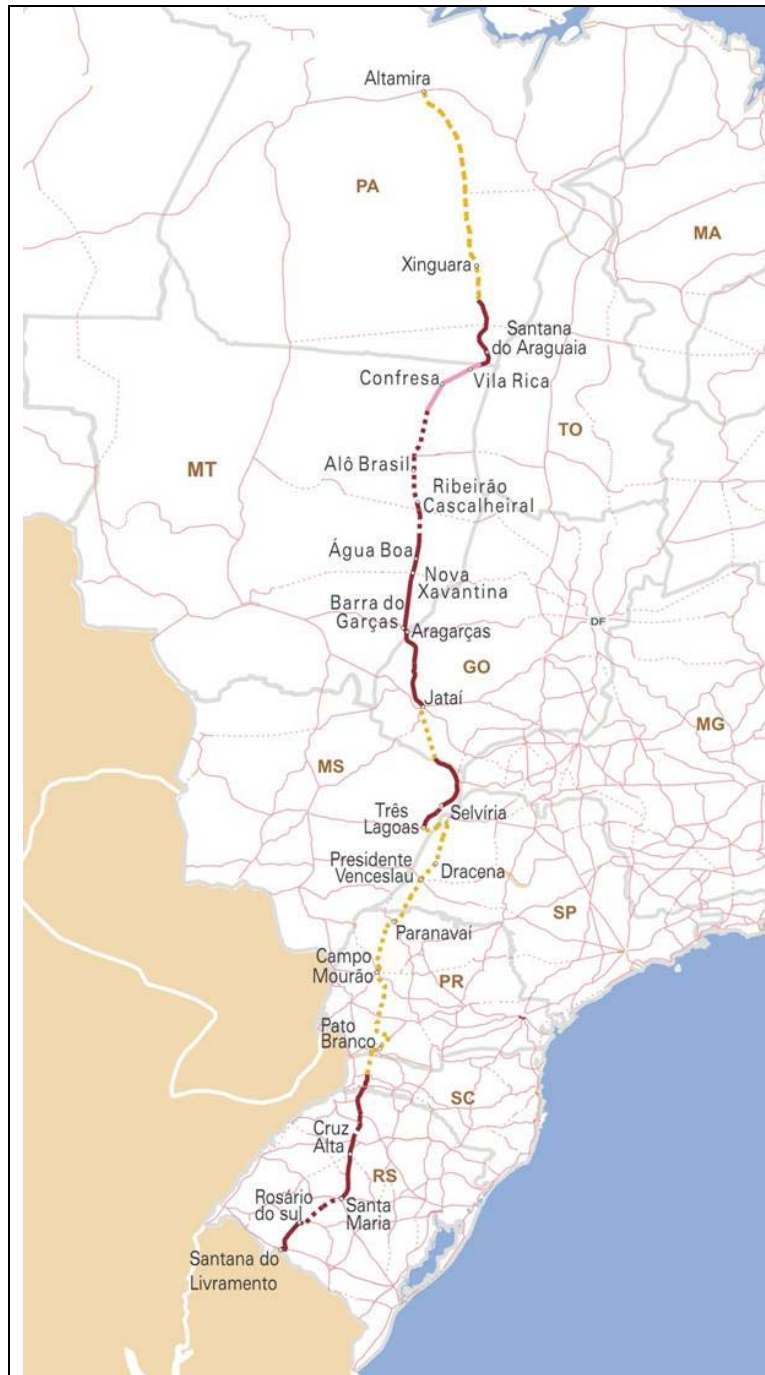 Altamira
PA
MA
Xinguara
Santana
do Araguaia
Confresa
Vila Rica
TO
MT
Alô Brasil
Ribeirão
Cascalheiral
Água Boa
Nova
Xavantina
Barra do
Garças
Aragarças
DF
GO
Jataí
MG
MS
Três
Lagoas
Selvíria
Presidente
Venceslau
Dracena
SP
Paranavaí
Campo
Mourão
PR
Pato
Branco
SC
Cruz
Alta
RS
Rosário
do sul
Santa
Maria
Santana do
Livramento